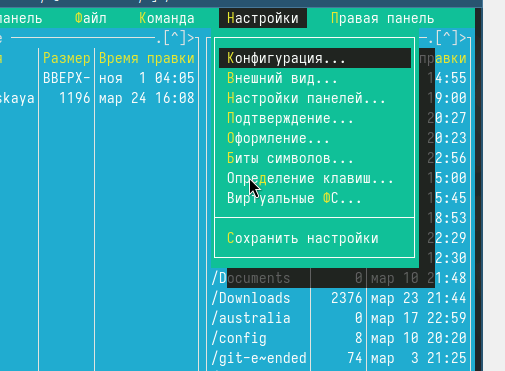 панель Файл Команда Настройки Правая панель
.[^]> .[^]>
Размер Время правки правки
ВВЕРХ- ноя 1 04:05 14:55
skaya 1196 мар 24 16:08 19:00
Конфигурация...
Внешний вид...
Настройки панелей...
Подтверждение... 20:27
Оформление... 20:23
Биты символов... 22:56
Определение клавиш... 15:00
Виртуальные ФС... 15:45
18:53
Сохранить настройки 22:29
12:30
/Documents 0 мар 10 21:48
/Downloads 2376 мар 23 21:44
/australia 0 мар 17 22:59
/config 8 мар 10 20:20
/git-e~ended 74 мар 3 21:25